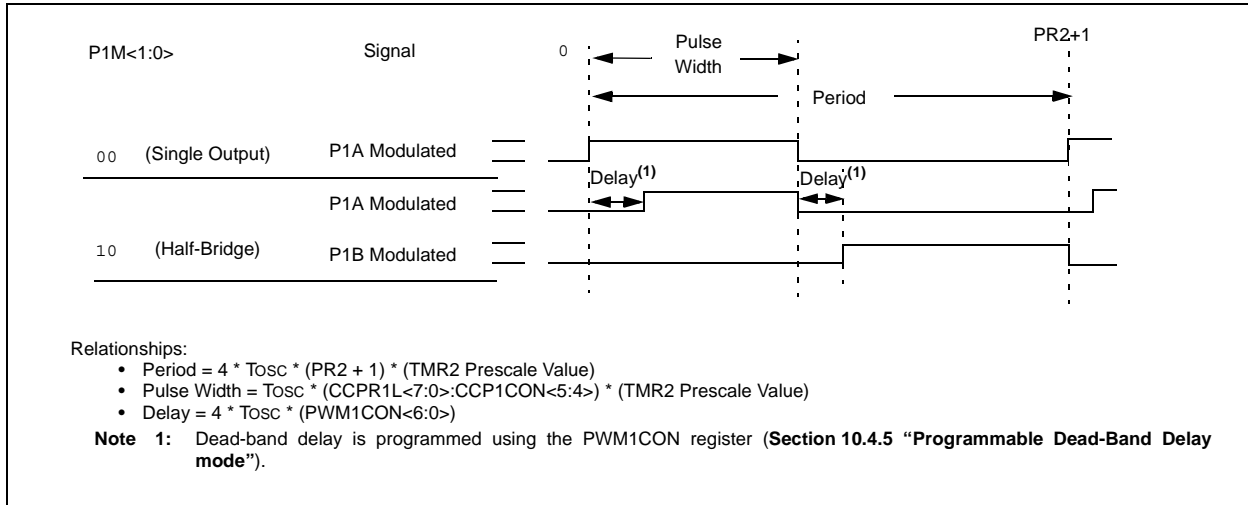 P1M<1:0> Signal 0 Pulse Width PR2+1
Period
00 (Single Output) P1A Modulated
Delay(1) Delay(1)
P1A Modulated
10 (Half-Bridge) P1B Modulated
Relationships:
• Period = 4 * TOSC * (PR2 + 1) * (TMR2 Prescale Value)
• Pulse Width = TOSC * (CCPR1L<7:0>:CCP1CON<5:4>) * (TMR2 Prescale Value)
• Delay = 4 * TOSC * (PWM1CON<6:0>)
Note 1: Dead-band delay is programmed using the PWM1CON register (Section 10.4.5 “Programmable Dead-Band Delay
mode”).